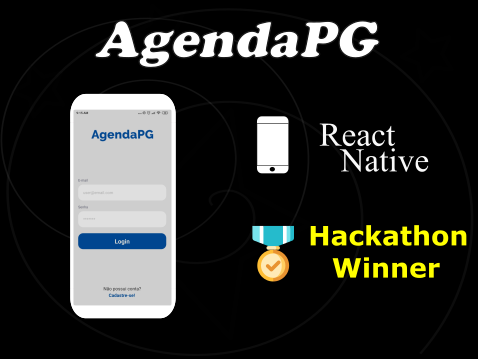 AgendaPG
AgendaPG
E-mail
Senha
Login
Não possui conta?
Cadastre-se!
React
Native
Hackathon
Winner